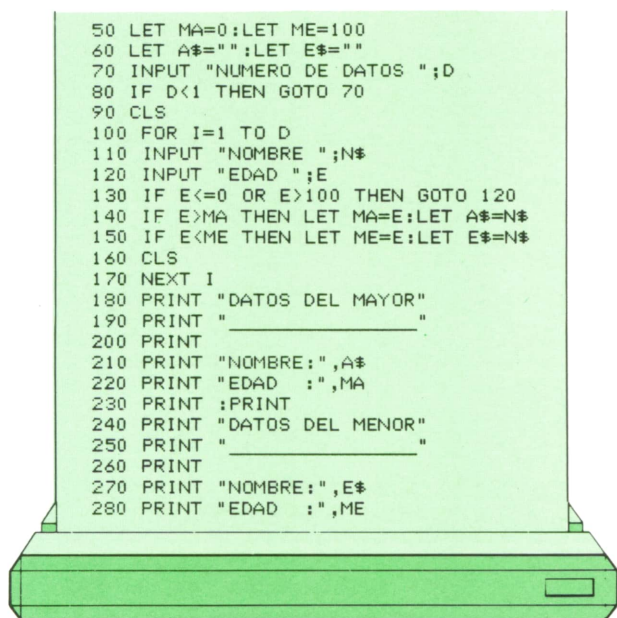 50 LET MA=0:LET ME=100
60 LET A$="":LET E$=""
70 INPUT "NUMERO DE DATOS ";D
80 IF D<1 THEN GOTO 70
90 CLS
100 FOR I=1 TO D
110 INPUT "NOMBRE ";N$
120 INPUT "EDAD ";E
130 IF E<=0 OR E>100 THEN GOTO 120
140 IF E>MA THEN LET MA=E:LET A$=N$
150 IF E<ME THEN LET ME=E:LET E$=N$
160 CLS
170 NEXT I
180 PRINT "DATOS DEL MAYOR"
190 PRINT "_________________"
200 PRINT
210 PRINT "NOMBRE:",A$
220 PRINT "EDAD  :",MA
230 PRINT :PRINT
240 PRINT "DATOS DEL MENOR"
250 PRINT "_________________"
260 PRINT
270 PRINT "NOMBRE:",E$
280 PRINT "EDAD  :",ME